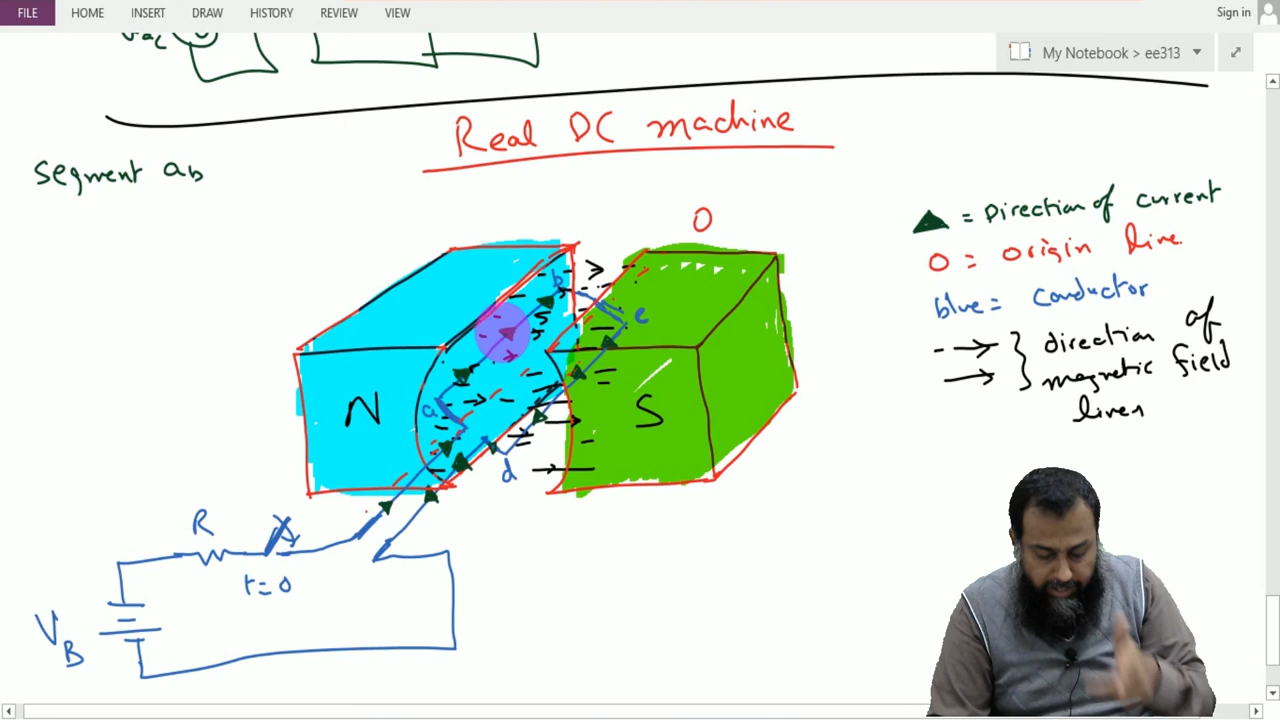 FILE HOME INSERT DRAW HISTORY REVIEW VIEW Sign in
My Notebook > ee313
Real DC machine
Segment ab
O
▲ = Direction of current
O = origin line
blue = conductor
direction of
magnetic field
lines
b
e
a
N
S
d
R
t=0
VB